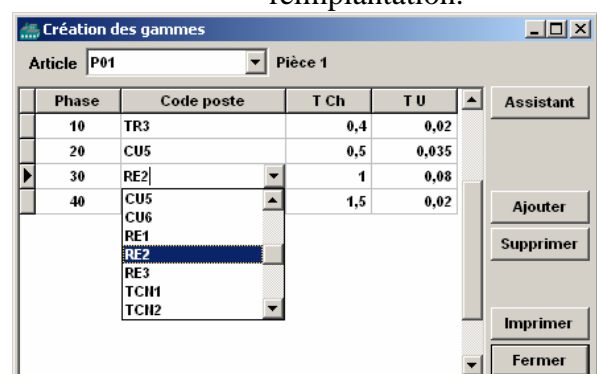 réimplantation.
Création des gammes
Article P01 Pièce 1
Phase Code poste T Ch T U Assistant
10 TR3 0,4 0,02
20 CU5 0,5 0,035
30 RE2 1 0,08
40 CU5 1,5 0,02 Ajouter
CU6
RE1
RE2 Supprimer
RE3
TCN1
TCN2
Imprimer
Fermer